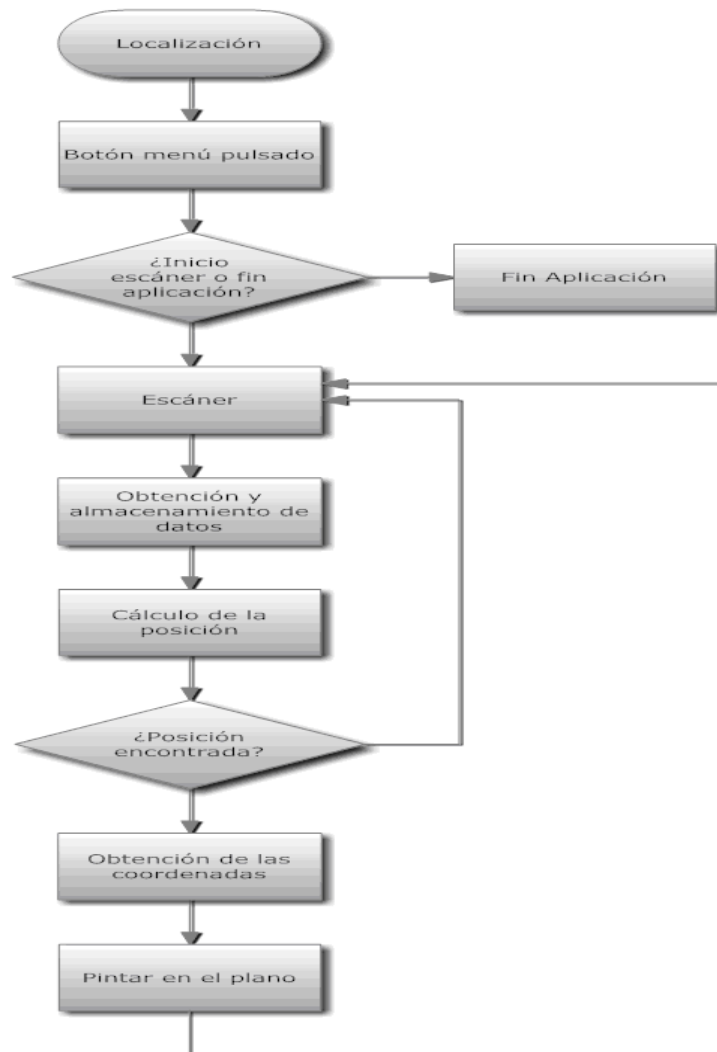 Localización
Botón menú pulsado
¿Inicio
escáner o fin
aplicación?
Fin Aplicación
Escáner
Obtención y
almacenamiento de
datos
Cálculo de la
posición
¿Posición
encontrada?
Obtención de las
coordenadas
Pintar en el plano